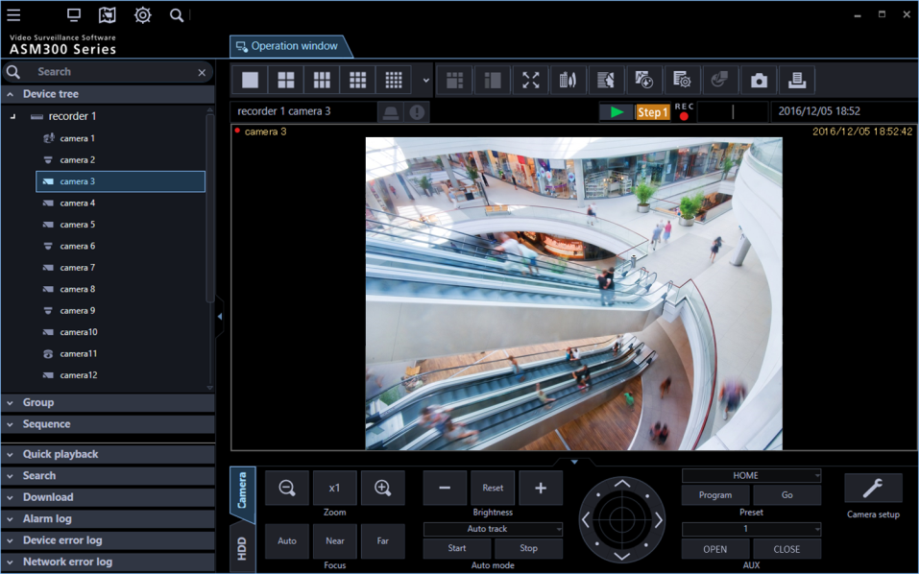 Video Surveillance Software
ASM300 Series
Operation window
Search
Device tree
recorder 1
camera 1
camera 2
camera 3
camera 4
camera 5
camera 6
camera 7
camera 8
camera 9
camera10
camera11
camera12
Group
Sequence
Quick playback
Search
Download
Alarm log
Device error log
Network error log
recorder 1 camera 3
Step1
REC
2016/12/05 18:52
camera 3
2016/12/05 18:52:42
Camera
HDD
x1
Zoom
Auto
Near
Far
Focus
Reset
Brightness
Auto track
Start
Stop
Auto mode
HOME
Program
Go
Preset
1
OPEN
CLOSE
AUX
Camera setup